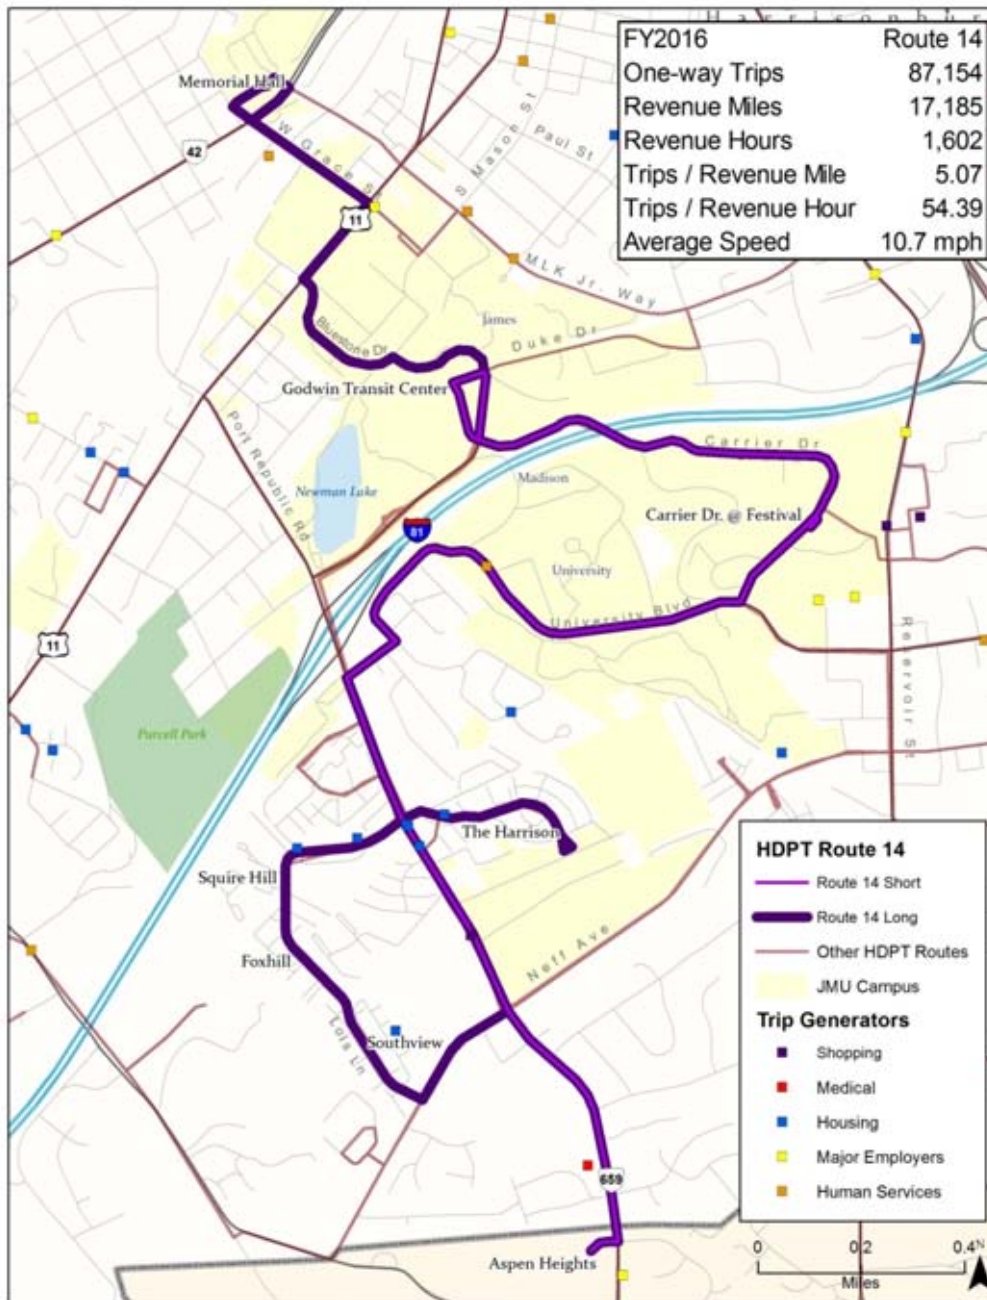 FY2016 Route 14
One-way Trips 87,154
Revenue Miles 17,185
Revenue Hours 1,602
Trips / Revenue Mile 5.07
Trips / Revenue Hour 54.39
Average Speed 10.7 mph
Memorial Hall
W. Grace St
S Mason St
Paul St
42
11
MLK Jr. Way
James
Duke Dr
Bluestone Dr
Godwin Transit Center
Port Republic Rd
Carrier Dr
Newman Lake
Madison
Carrier Dr. @ Festival
81
University
University Blvd
11
Reservoir St
Purcell Park
The Harrison
Squire Hill
Foxhill
Neff Ave
Lois Ln
Southview
659
Aspen Heights
HDPT Route 14
Route 14 Short
Route 14 Long
Other HDPT Routes
JMU Campus
Trip Generators
Shopping
Medical
Housing
Major Employers
Human Services
0 0.2 0.4
N
Miles